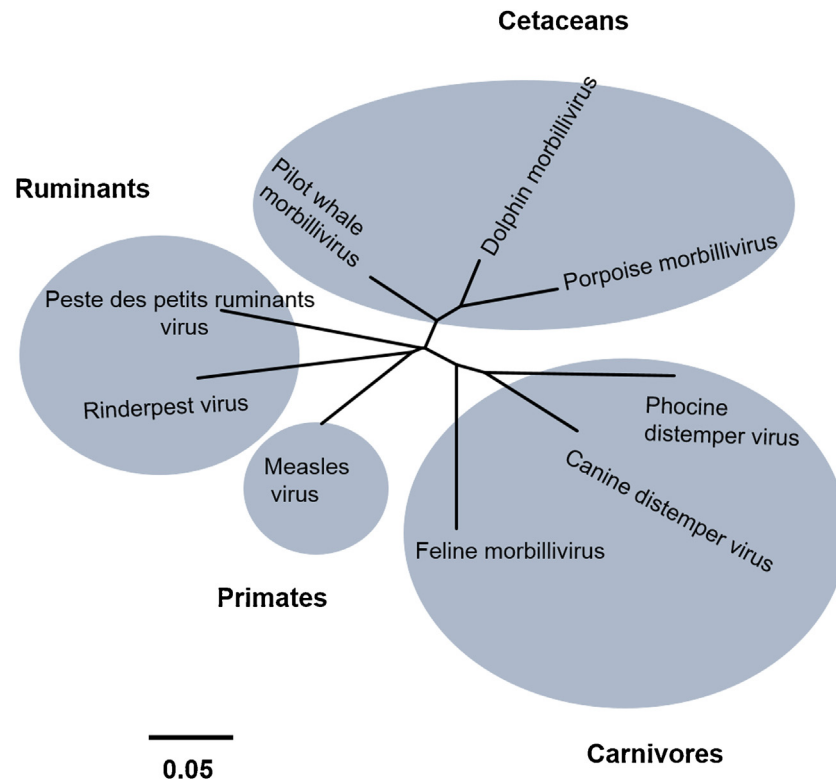 Cetaceans
Ruminants
Pilot whale
morbillivirus
Dolphin morbillivirus
Porpoise morbillivirus
Peste des petits ruminants
virus
Rinderpest virus
Measles
virus
Primates
Phocine
distemper virus
Canine distemper virus
Feline morbillivirus
Carnivores
0.05